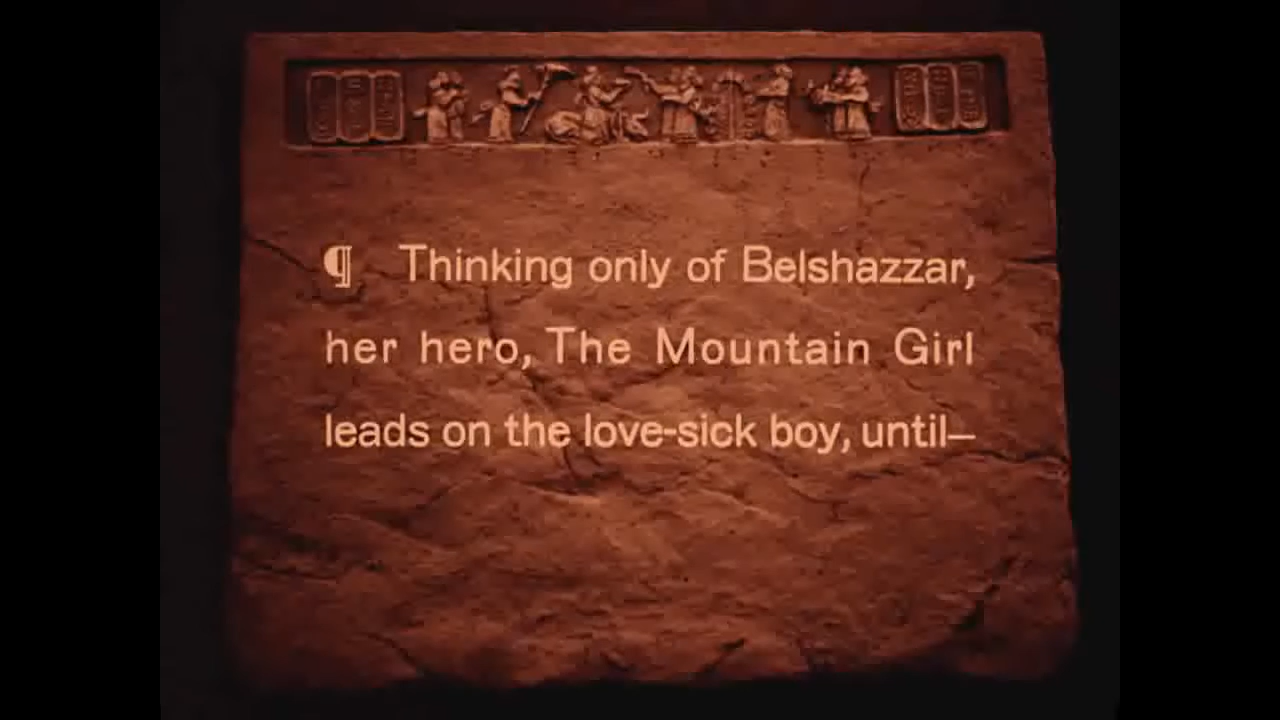 ¶ Thinking only of Belshazzar,
her hero, The Mountain Girl
leads on the love-sick boy, until—